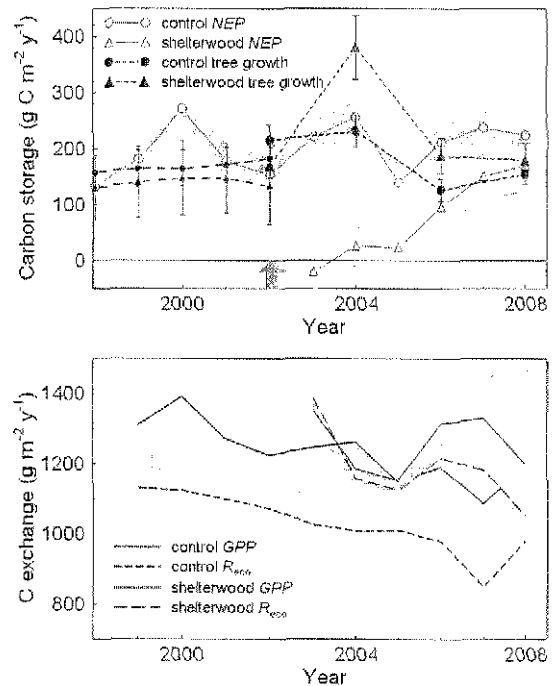 Carbon storage (g C m⁻² y⁻¹)
400
300
200
100
0
control NEP
shelterwood NEP
control tree growth
shelterwood tree growth
2000
2004
2008
Year
C exchange (g m⁻² y⁻¹)
1400
1200
1000
800
control GPP
control Reco
shelterwood GPP
shelterwood Reco
2000
2004
2008
Year